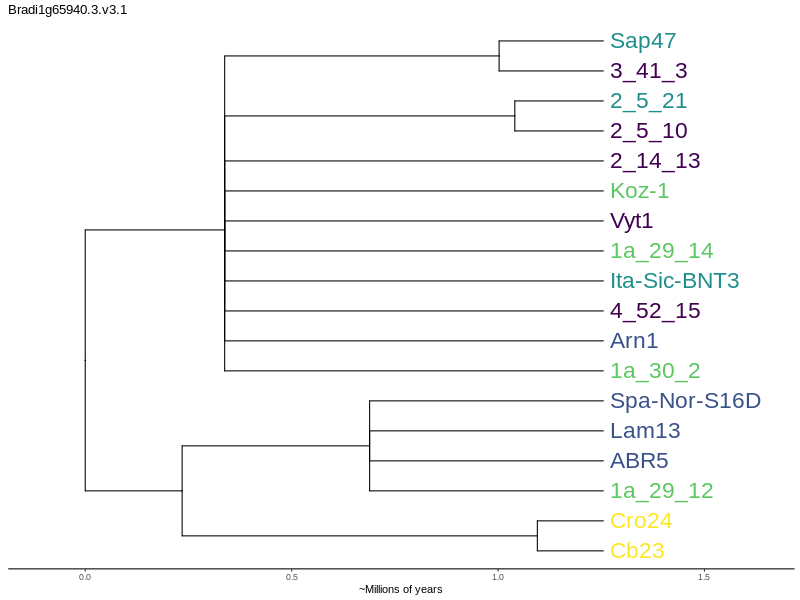 Bradi1g65940.3.v3.1
Sap47
3_41_3
2_5_21
2_5_10
2_14_13
Koz-1
Vyt1
1a_29_14
Ita-Sic-BNT3
4_52_15
Arn1
1a_30_2
Spa-Nor-S16D
Lam13
ABR5
1a_29_12
Cro24
Cb23
0.0 0.5 1.0 1.5
~Millions of years